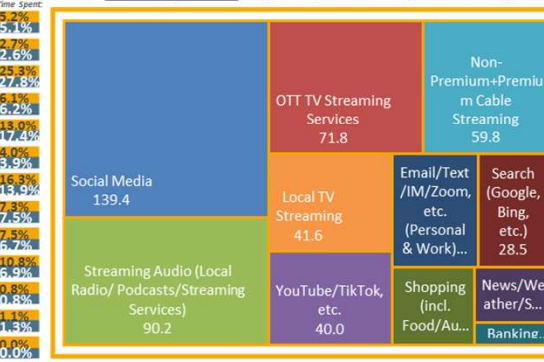 Time Spent:
5.2%
5.1%
2.7%
2.6%
25.3%
27.8%
6.1%
6.2%
13.0%
17.4%
4.0%
3.9%
16.3%
13.9%
7.3%
7.5%
7.5%
6.7%
10.8%
6.9%
0.8%
0.8%
1.1%
1.3%
0.0%
0.0%
Social Media
139.4
OTT TV Streaming
Services
71.8
Non-
Premium+Premiu
m Cable
Streaming
59.8
Local TV
Streaming
41.6
Email/Text
/IM/Zoom,
etc.
(Personal
& Work)...
Search
(Google,
Bing,
etc.)
28.5
Streaming Audio (Local
Radio/ Podcasts/Streaming
Services)
90.2
YouTube/TikTok,
etc.
40.0
Shopping
(incl.
Food/Au...
News/We
ather/S...
Banking...